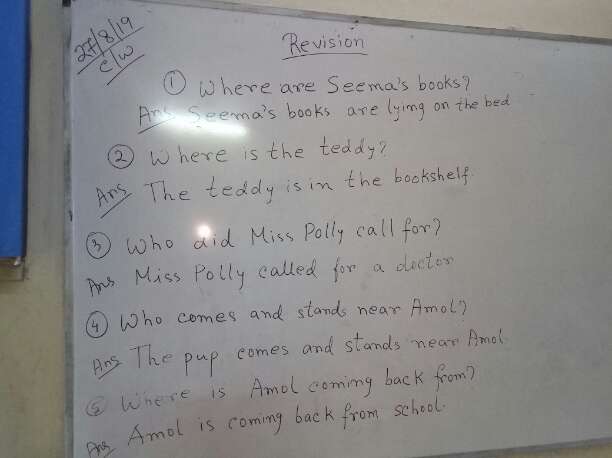 27/8/19
C/W
Revision
① Where are Seema's books?
Ans Seema's books are lying on the bed
② Where is the teddy?
Ans The teddy is in the bookshelf.
③ Who did Miss Polly call for?
Ans Miss Polly called for a doctor
④ Who comes and stands near Amol?
Ans The pup comes and stands near Amol.
⑤ Where is Amol coming back from?
Ans Amol is coming back from school.